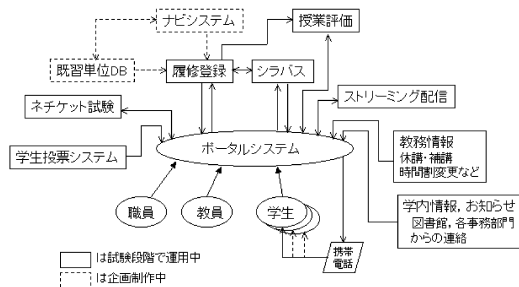 ナビシステム
授業評価
既習単位DB
履修登録
シラバス
ネチケット試験
ストリーミング配信
学生投票システム
ポータルシステム
教務情報
休講・補講
時間割変更など
職員
教員
学生
学内情報，お知らせ
図書館，各事務部門
からの連絡
携帯
電話
は試験段階で運用中
は企画制作中